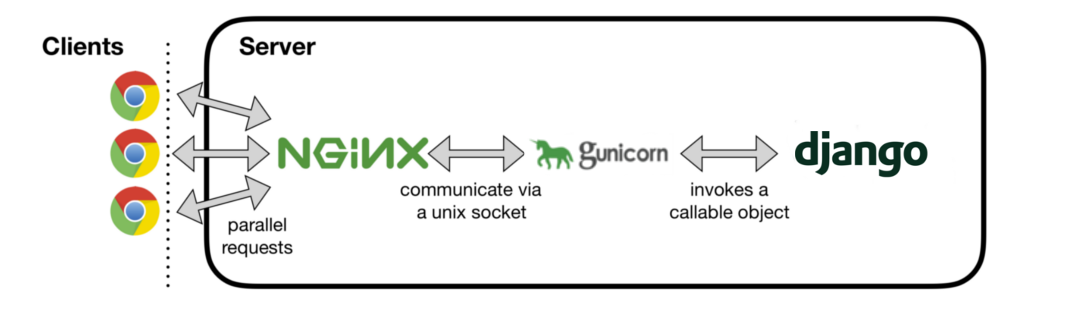 Clients
Server
NGINX
gunicorn
django
communicate via
a unix socket
invokes a
callable object
parallel
requests